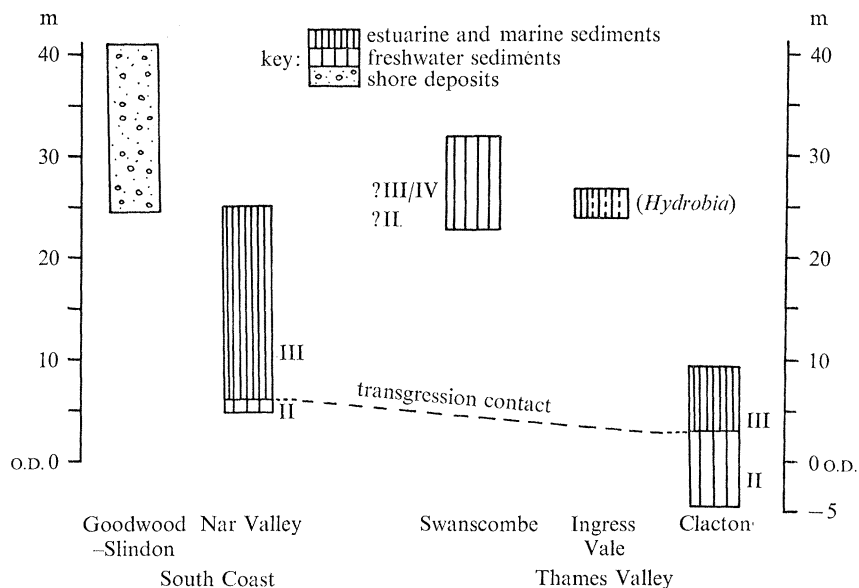 m
m
estuarine and marine sediments
key: freshwater sediments
shore deposits
40
40
30
30
?III/IV
?II
(Hydrobia)
20
20
10
10
III
transgression contact
II
III
O.D. 0
0 O.D.
II
−5
Goodwood
–Slindon
Nar Valley
Swanscombe
Ingress
Vale
Clacton
South Coast
Thames Valley